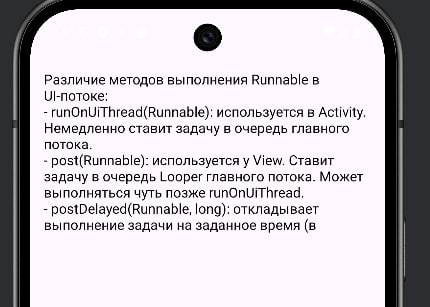 Различие методов выполнения Runnable в
UI-потоке:
- runOnUiThread(Runnable): используется в Activity.
Немедленно ставит задачу в очередь главного
потока.
- post(Runnable): используется у View. Ставит
задачу в очередь Looper главного потока. Может
выполняться чуть позже runOnUiThread.
- postDelayed(Runnable, long): откладывает
выполнение задачи на заданное время (в